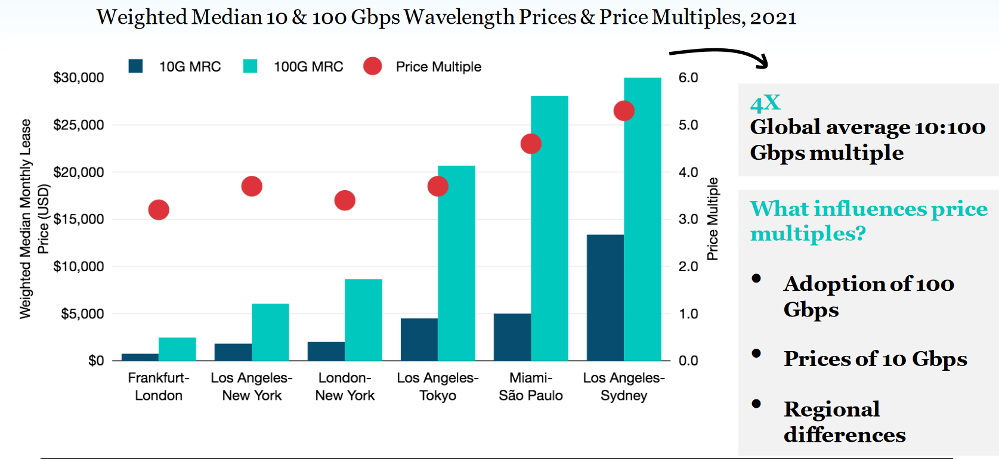 Weighted Median 10 & 100 Gbps Wavelength Prices & Price Multiples, 2021
10G MRC
100G MRC
Price Multiple
Weighted Median Monthly Lease
Price (USD)
$30,000
$25,000
$20,000
$15,000
$10,000
$5,000
$0
6.0
5.0
4.0
3.0
2.0
1.0
0.0
Price Multiple
Frankfurt-
London
Los Angeles-
New York
London-
New York
Los Angeles-
Tokyo
Miami-
São Paulo
Los Angeles-
Sydney
4X
Global average 10:100
Gbps multiple
What influences price
multiples?
• Adoption of 100
Gbps
• Prices of 10 Gbps
• Regional
differences